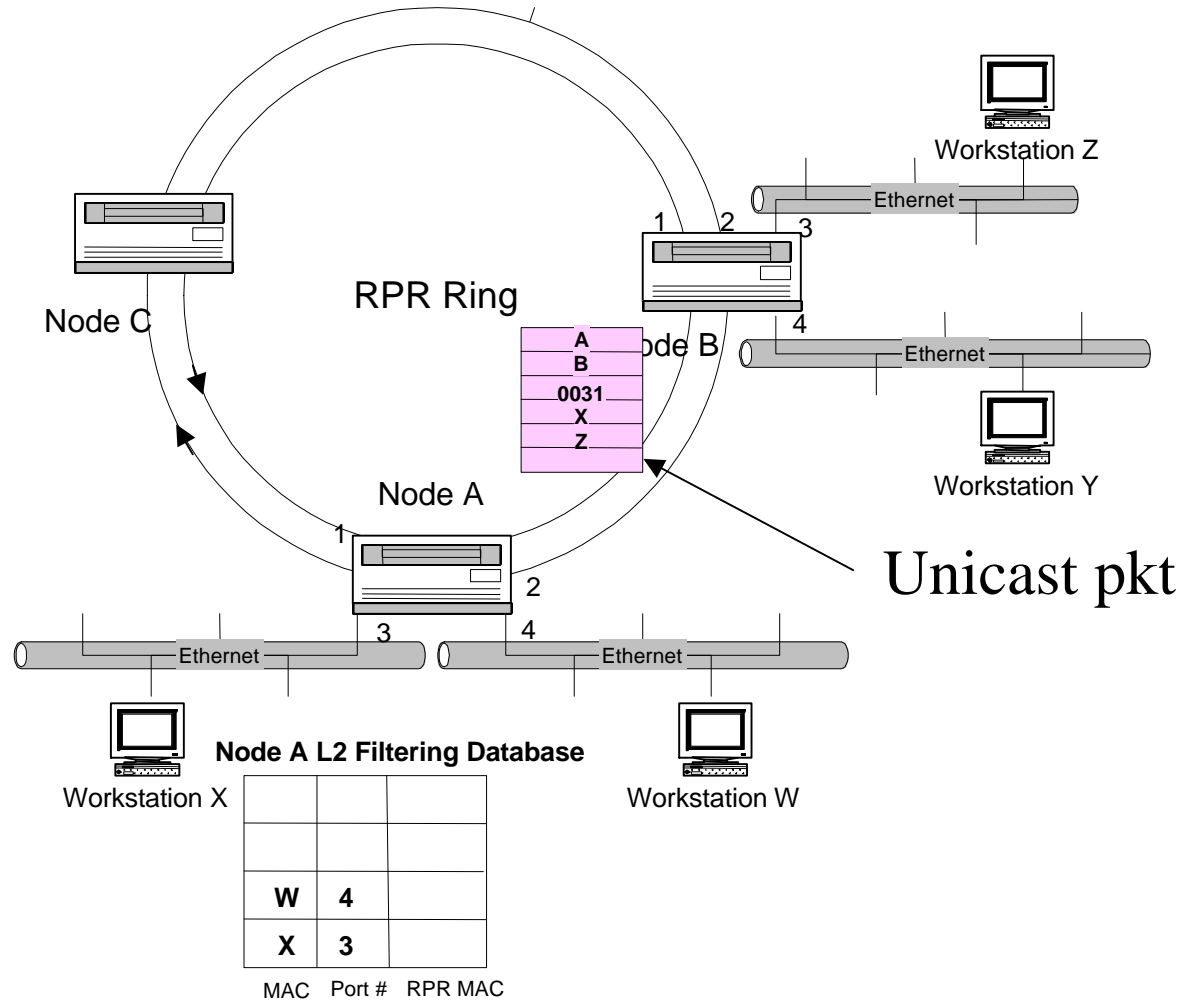 Workstation Z
Ethernet
1
2
3
RPR Ring
Node C
4
ode B
Ethernet
A
B
0031
X
Z
Workstation Y
Node A
1
2
Unicast pkt
3
4
Ethernet
Ethernet
Node A L2 Filtering Database
Workstation X
Workstation W
W 4
X 3
MAC Port # RPR MAC